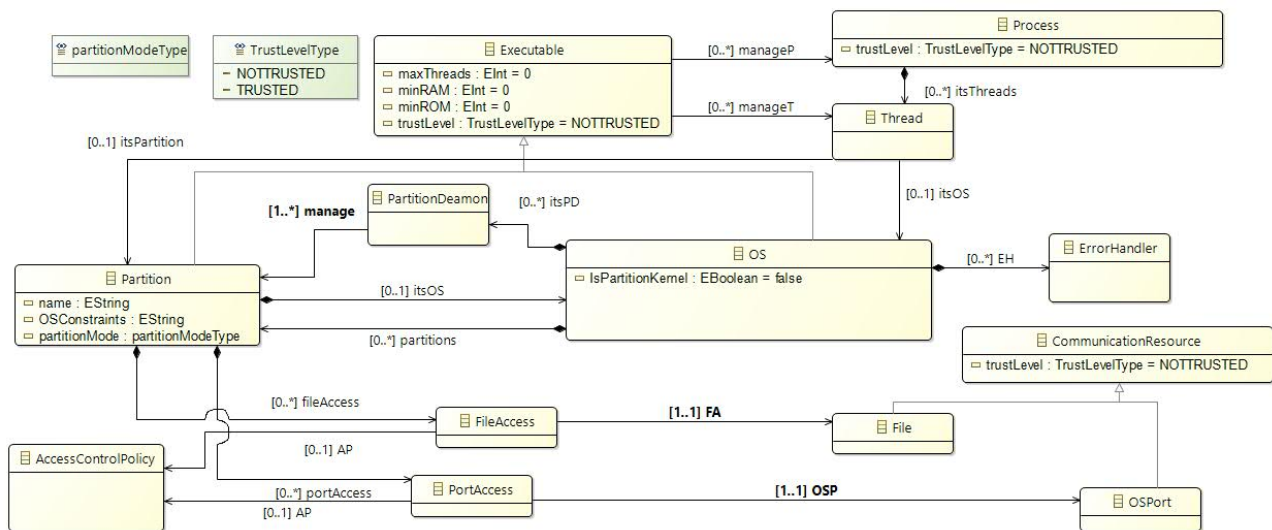 partitionModeType
TrustLevelType
NOTTRUSTED
TRUSTED
Executable
maxThreads : EInt = 0
minRAM : EInt = 0
minROM : EInt = 0
trustLevel : TrustLevelType = NOTTRUSTED
[0..*] manageP
[0..*] manageT
Process
trustLevel : TrustLevelType = NOTTRUSTED
[0..*] itsThreads
Thread
[0..1] itsPartition
[0..1] itsOS
PartitionDeamon
[0..*] itsPD
[1..*] manage
OS
IsPartitionKernel : EBoolean = false
[0..*] EH
ErrorHandler
Partition
name : EString
OSConstraints : EString
partitionMode : partitionModeType
[0..1] itsOS
[0..*] partitions
CommunicationResource
trustLevel : TrustLevelType = NOTTRUSTED
[0..*] fileAccess
FileAccess
[1..1] FA
File
[0..1] AP
AccessControlPolicy
[0..*] portAccess
[0..1] AP
PortAccess
[1..1] OSP
OSPort